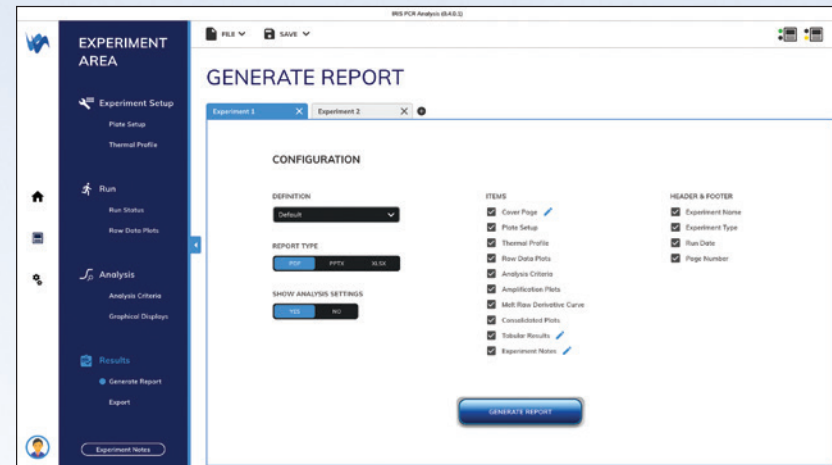 IRIS PCR Analysis (0.4.0.1)
FILE
SAVE
EXPERIMENT
AREA
Experiment Setup
Plate Setup
Thermal Profile
Run
Run Status
Raw Data Plots
Analysis
Analysis Criteria
Graphical Displays
Results
Generate Report
Export
Experiment Notes
GENERATE REPORT
Experiment 1
Experiment 2
CONFIGURATION
DEFINITION
Default
REPORT TYPE
PDF PPTX XLSX
SHOW ANALYSIS SETTINGS
YES NO
ITEMS
Cover Page
Plate Setup
Thermal Profile
Raw Data Plots
Analysis Criteria
Amplification Plots
Melt Raw Derivative Curve
Consolidated Plots
Tabular Results
Experiment Notes
HEADER & FOOTER
Experiment Name
Experiment Type
Run Date
Page Number
GENERATE REPORT